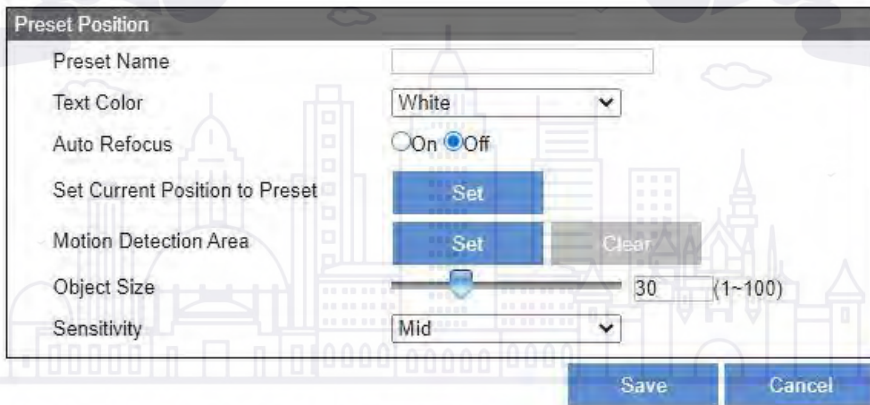 Preset Position
Preset Name
Text Color White
Auto Refocus On Off
Set Current Position to Preset Set
Motion Detection Area Set Clear
Object Size 30 (1~100)
Sensitivity Mid
Save Cancel